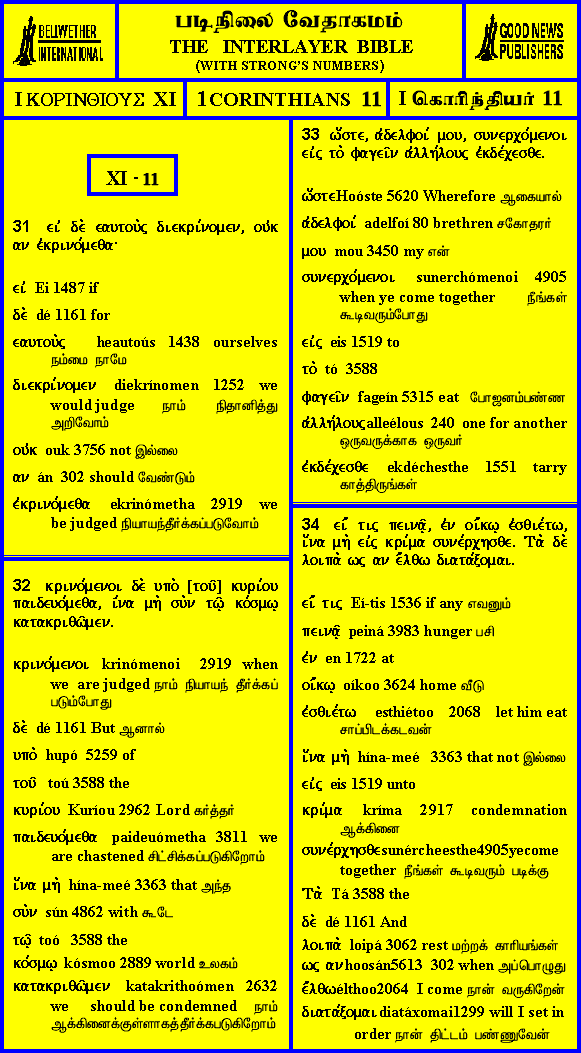 BELLWETHER
INTERNATIONAL
படிநிலை வேதாகமம்
THE INTERLAYER BIBLE
(WITH STRONG'S NUMBERS)
GOOD NEWS
PUBLISHERS
I ΚΟΡΙΝΘΙΟΥΣ XI
1 CORINTHIANS 11
I கொரிந்தியர் 11
XI - 11
31 εἰ δὲ εαυτοὺς διεκρίνομεν, οὐκ
αν ἐκρινόμεθα·
εἰ Ei 1487 if
δὲ dé 1161 for
εαυτοὺς heautoús 1438 ourselves
நம்மை நாமே
διεκρίνομεν diekrínomen 1252 we
would judge நாம் நிதானித்து
அறிவோம்
οὐκ ouk 3756 not இல்லை
αν án 302 should வேண்டும்
ἐκρινόμεθα ekrinómetha 2919 we
be judged நியாயந்தீர்க்கப்படுவோம்
32 κρινόμενοι δὲ υπὸ [τοῦ] κυρίου
παιδευόμεθα, ίνα μὴ σὺν τῷ κόσμῳ
κατακριθῶμεν.
κρινόμενοι krinómenoi 2919 when
we are judged நாம் நியாயந் தீர்க்கப்
படும்போது
δὲ dé 1161 But ஆனால்
υπὸ hupó 5259 of
τοῦ toú 3588 the
κυρίου Kuríou 2962 Lord கர்த்தர்
παιδευόμεθα paideuómetha 3811 we
are chastened சிட்சிக்கப்படுகிறோம்
ἵνα μὴ hína-meé 3363 that அந்த
σὺν sún 4862 with கூடே
τῷ toó 3588 the
κόσμῳ kósmoo 2889 world உலகம்
κατακριθῶμεν katakrithoómen 2632
we should be condemned நாம்
ஆக்கினைக்குள்ளாகத்தீர்க்கபடுகிறோம்
33 ὥστε, ἀδελφοί μου, συνερχόμενοι
εἰς τὸ φαγεῖν ἀλλήλους ἐκδέχεσθε.
ὥστεHoóste 5620 Wherefore ஆகையால்
ἀδελφοί adelfoí 80 brethren சகோதரர்
μου mou 3450 my என்
συνερχόμενοι sunerchómenoi 4905
when ye come together நீங்கள்
கூடிவரும்போது
εἰς eis 1519 to
τὸ tó 3588
φαγεῖν fageín 5315 eat போஜனம்பண்ண
ἀλλήλουςalleélous 240 one for another
ஒருவருக்காக ஒருவர்
ἐκδέχεσθε ekdéchesthe 1551 tarry
காத்திருங்கள்
34 εἴ τις πεινᾷ, ἐν οἴκῳ ἐσθιέτω,
ἵνα μὴ εἰς κρίμα συνέρχησθε. Τὰ δὲ
λοιπὰ ως αν ἔλθω διατάξομαι.
εἴ τις Ei-tis 1536 if any எவனும்
πεινᾷ peiná 3983 hunger பசி
ἐν en 1722 at
οἴκῳ oíkoo 3624 home வீடு
ἐσθιέτω esthiétoo 2068 let him eat
சாப்பிடக்கடவன்
ἵνα μὴ hína-meé 3363 that not இல்லை
εἰς eis 1519 unto
κρίμα kríma 2917 condemnation
ஆக்கினை
συνέρχησθεsunércheesthe4905yecome
together நீங்கள் கூடிவரும் படிக்கு
Τὰ Tá 3588 the
δὲ dé 1161 And
λοιπὰ loipá 3062 rest மற்றக் காரியங்கள்
ως ανhoosán5613 302 when அப்பொழுது
ἔλθωélthoo2064 I come நான் வருகிறேன்
διατάξομαιdiatáxomai1299 will I set in
order நான் திட்டம் பண்ணுவேன்